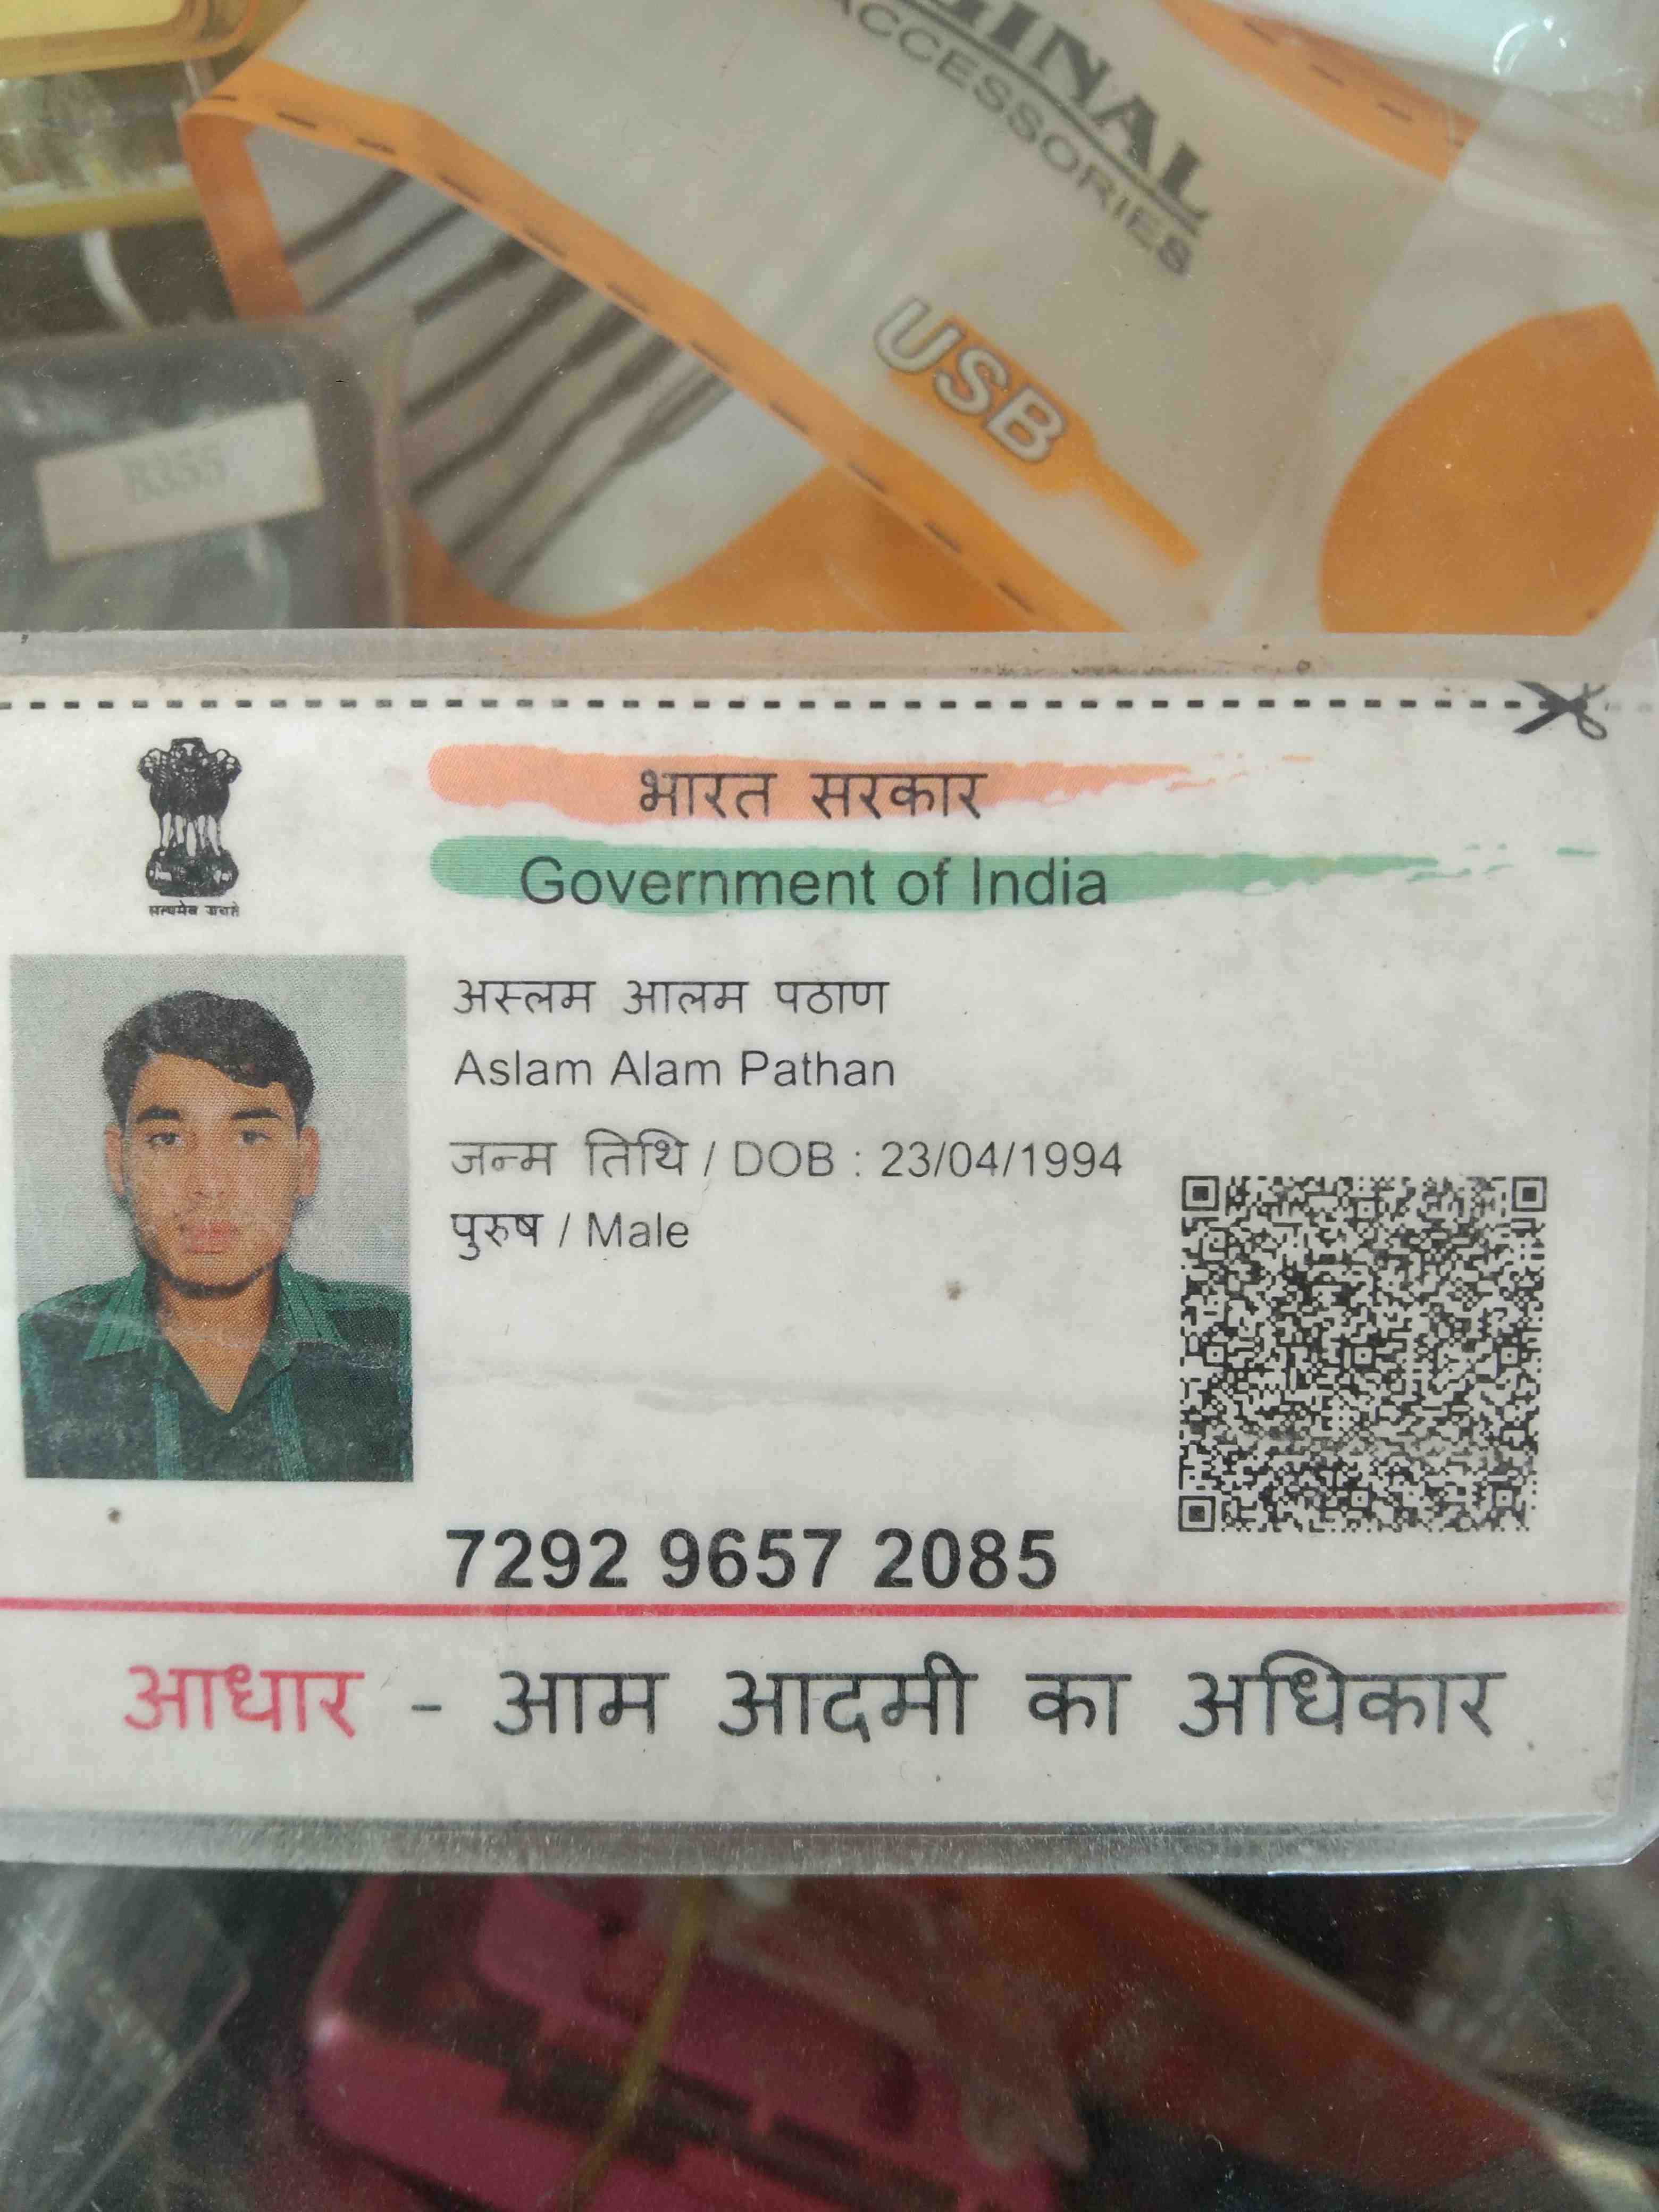 ACCESSORIES
USB
R355
भारत सरकार
Government of India
सत्यमेव जयते
अस्लम आलम पठाण
Aslam Alam Pathan
जन्म तिथि / DOB : 23/04/1994
पुरुष / Male
7292 9657 2085
आधार - आम आदमी का अधिकार